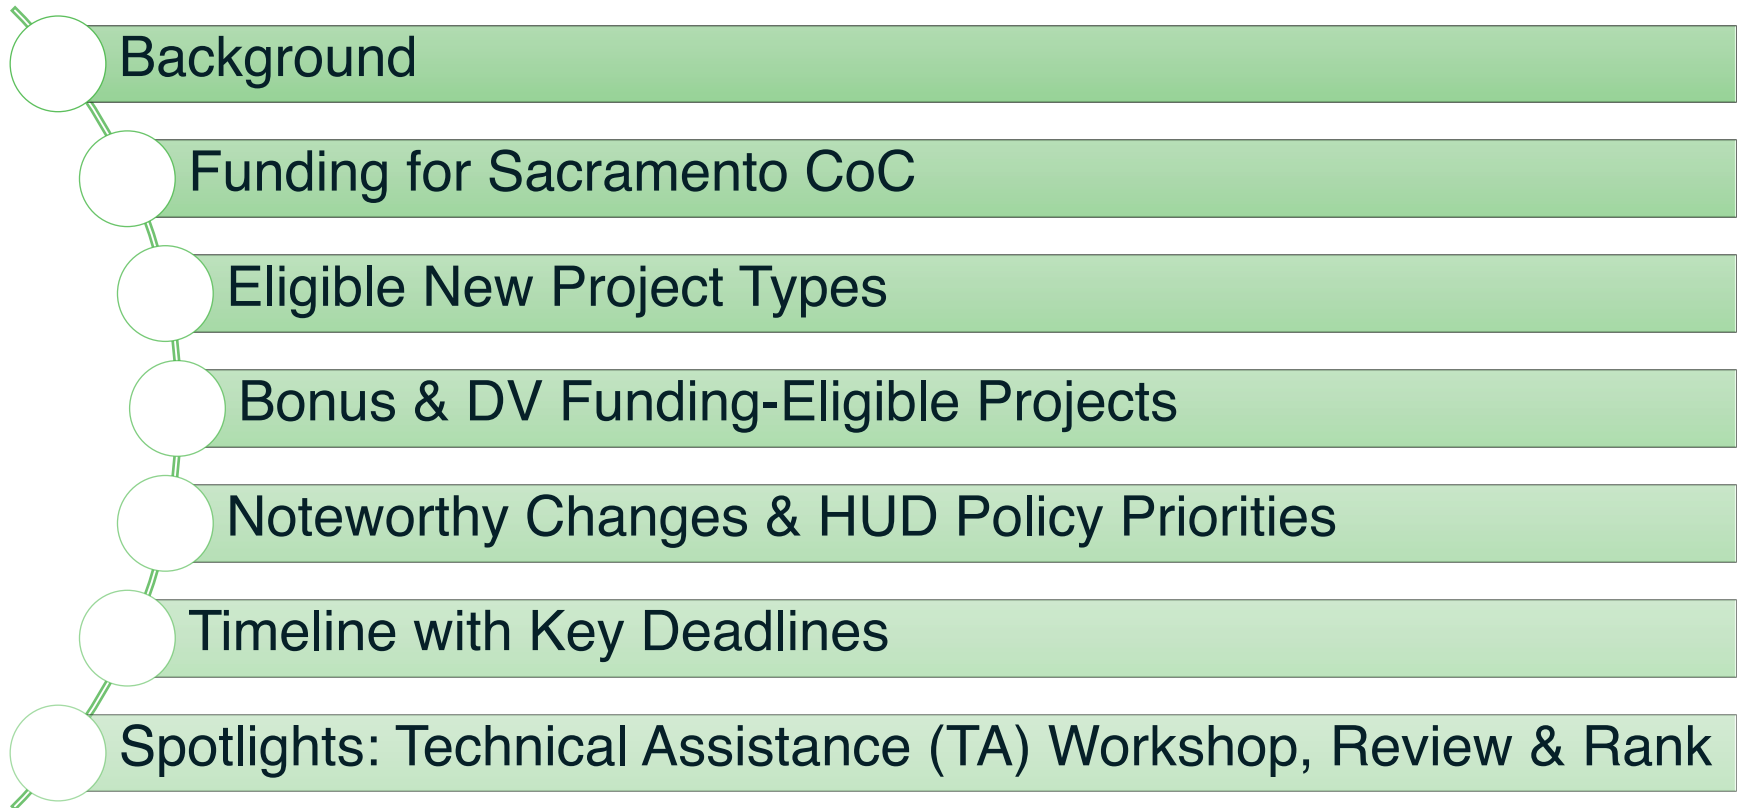 Background
Funding for Sacramento CoC
Eligible New Project Types
Bonus & DV Funding-Eligible Projects
Noteworthy Changes & HUD Policy Priorities
Timeline with Key Deadlines
Spotlights: Technical Assistance (TA) Workshop, Review & Rank